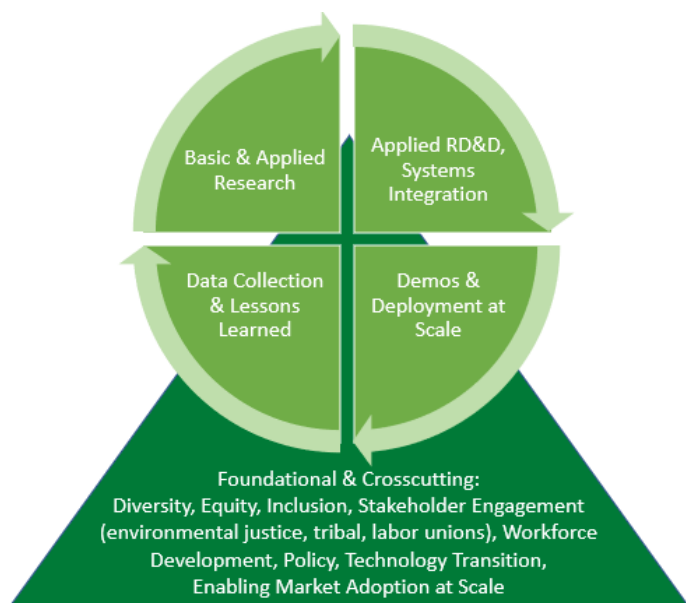 Basic & Applied
Research
Applied RD&D,
Systems
Integration
Data Collection
& Lessons
Learned
Demos &
Deployment at
Scale
Foundational & Crosscutting:
Diversity, Equity, Inclusion, Stakeholder Engagement
(environmental justice, tribal, labor unions), Workforce
Development, Policy, Technology Transition,
Enabling Market Adoption at Scale